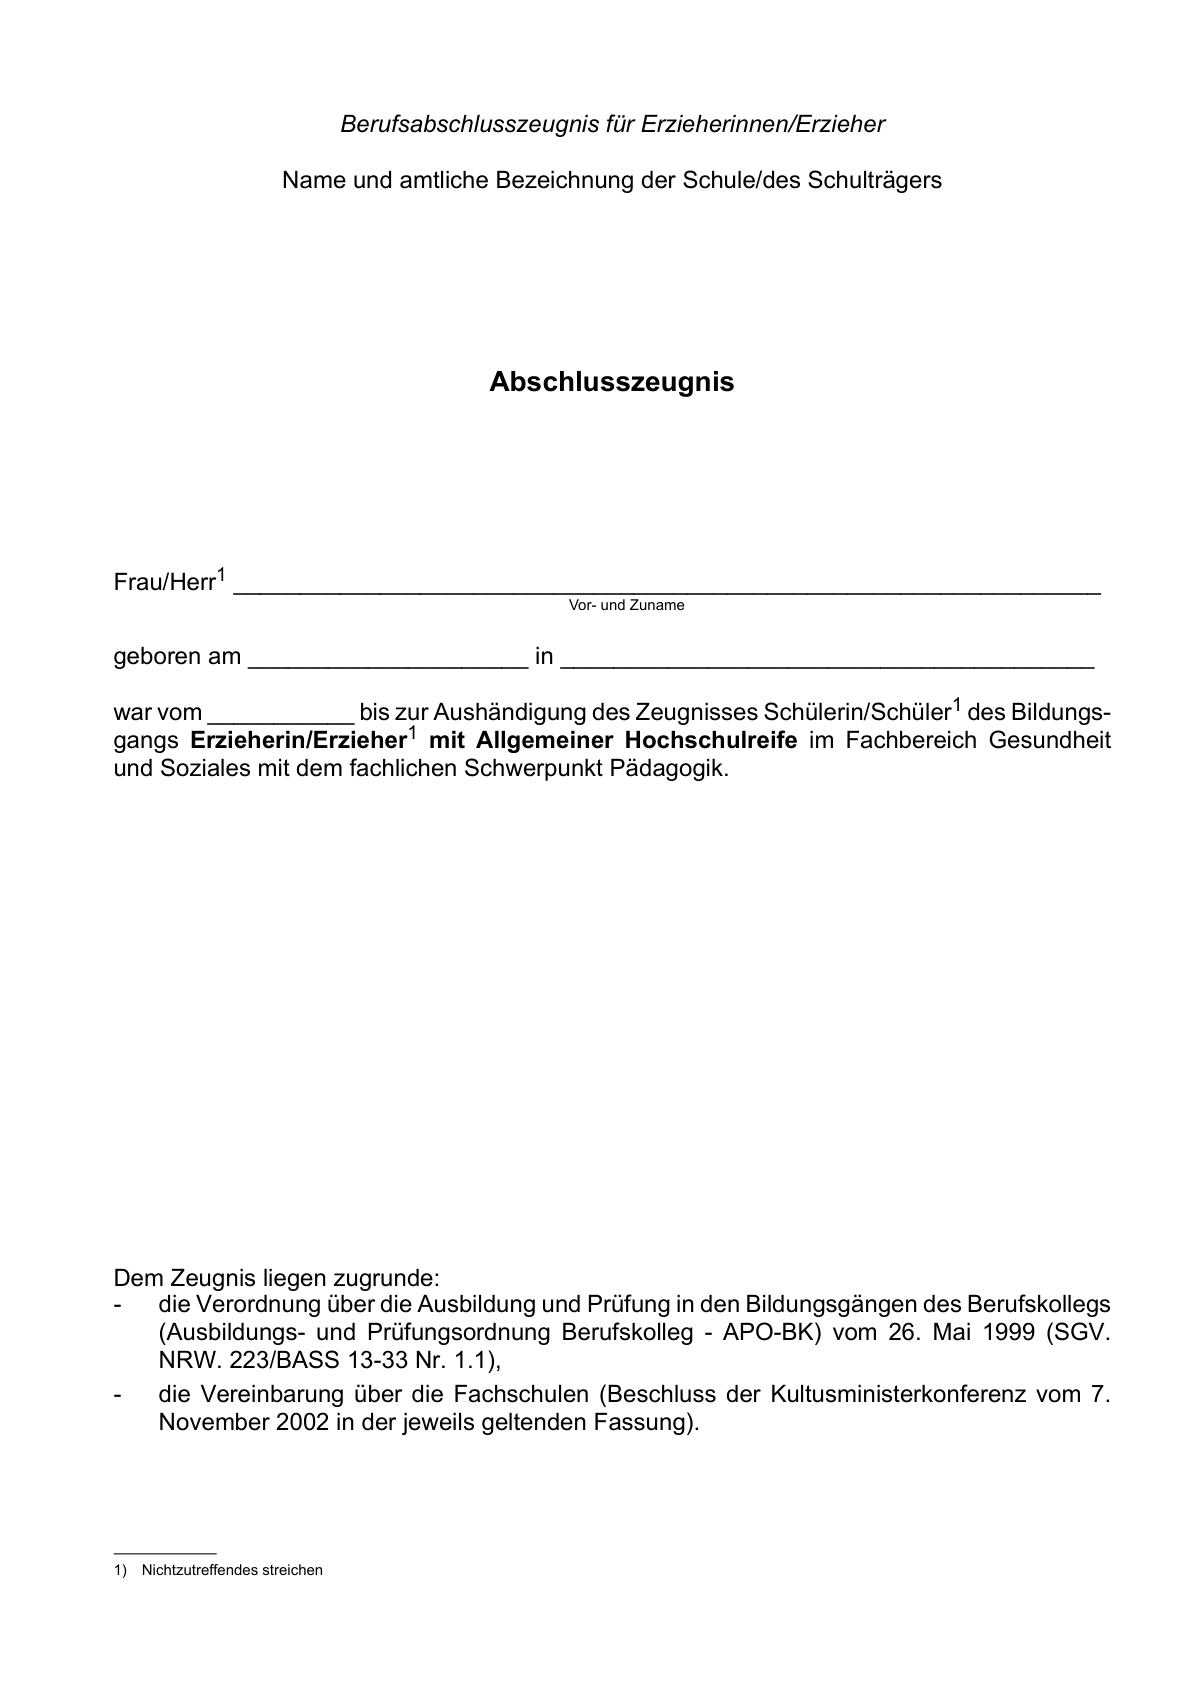 Berufsabschlusszeugnis für Erzieherinnen/Erzieher
Name und amtliche Bezeichnung der Schule/des Schulträgers
Abschlusszeugnis
Frau/Herr1 _________________________________________________________________
Vor- und Zuname
geboren am _____________________ in ________________________________________
war vom ___________ bis zur Aushändigung des Zeugnisses Schülerin/Schüler1 des Bildungs-
gangs Erzieherin/Erzieher1 mit Allgemeiner Hochschulreife im Fachbereich Gesundheit
und Soziales mit dem fachlichen Schwerpunkt Pädagogik.
Dem Zeugnis liegen zugrunde:
- die Verordnung über die Ausbildung und Prüfung in den Bildungsgängen des Berufskollegs
(Ausbildungs- und Prüfungsordnung Berufskolleg - APO-BK) vom 26. Mai 1999 (SGV.
NRW. 223/BASS 13-33 Nr. 1.1),
- die Vereinbarung über die Fachschulen (Beschluss der Kultusministerkonferenz vom 7.
November 2002 in der jeweils geltenden Fassung).
1) Nichtzutreffendes streichen